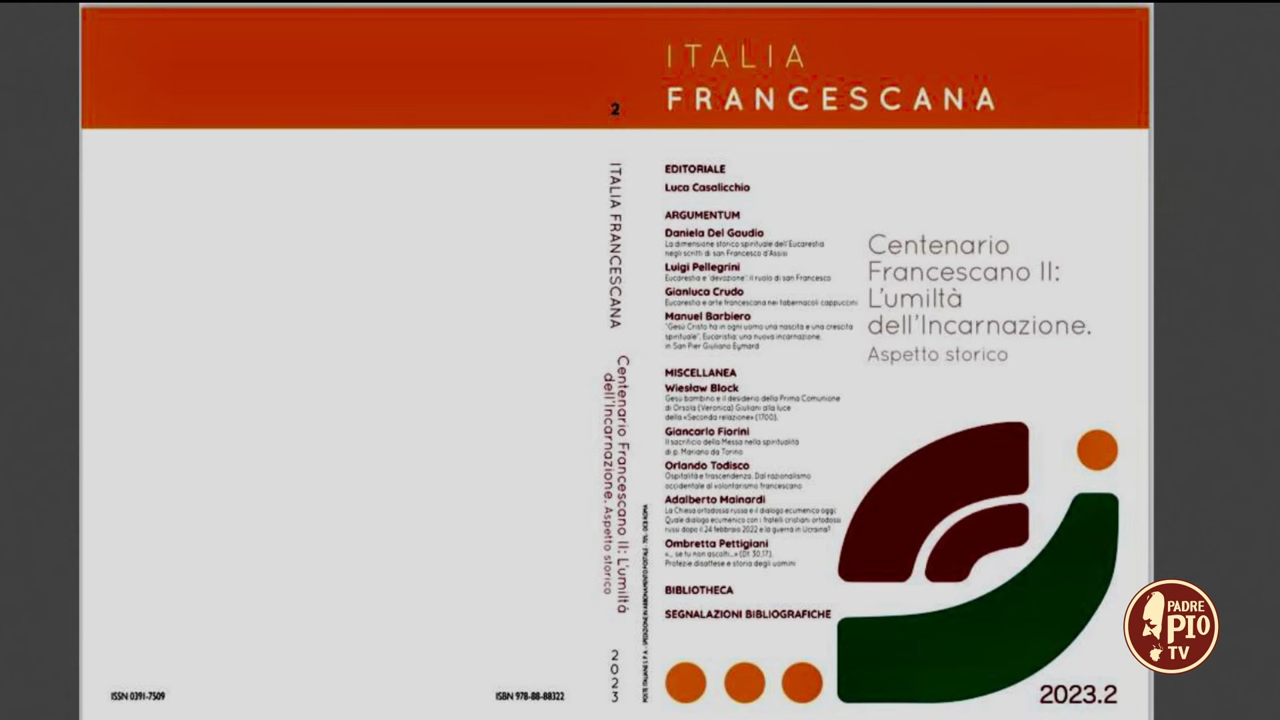 ITALIA
FRANCESCANA
2
ITALIA FRANCESCANA
Centenario Francescano II: L'umiltà
dell'Incarnazione. Aspetto storico
2023
EDITORIALE
Luca Casalicchio
ARGUMENTUM
Daniela Del Gaudio
La dimensione storico spirituale dell'Eucarestia
negli scritti di san Francesco d'Assisi
Luigi Pellegrini
Eucarestia e "devozione": il ruolo di san Francesco
Gianluca Crudo
Eucarestia e arte francescana nei tabernacoli cappuccini
Manuel Barbiero
"Gesù Cristo ha in ogni uomo una nascita e una crescita
spirituale". Eucaristia: una nuova incarnazione,
in San Pier Giuliano Eymard
MISCELLANEA
Wiesław Block
Gesù bambino e il desiderio della Prima Comunione
di Orsola (Veronica) Giuliani alla luce
della «Seconda relazione» (1700).
Giancarlo Fiorini
Il sacrificio della Messa nella spiritualità
di p. Mariano da Torino
Orlando Todisco
Ospitalità e trascendenza. Dal razionalismo
occidentale al volontarismo francescano
Adalberto Mainardi
La Chiesa ortodossa russa e il dialogo ecumenico oggi:
Quale dialogo ecumenico con i fratelli cristiani ortodossi
russi dopo il 24 febbraio 2022 e la guerra in Ucraina?
Ombretta Pettigiani
«... se tu non ascolti...» (Dt 30,17).
Profezie disattese e storia degli uomini
BIBLIOTHECA
SEGNALAZIONI BIBLIOGRAFICHE
Centenario
Francescano II:
L'umiltà
dell'Incarnazione.
Aspetto storico
2023.2
ISSN 0391-7509
ISBN 978-88-88322
PADRE
PIO
TV